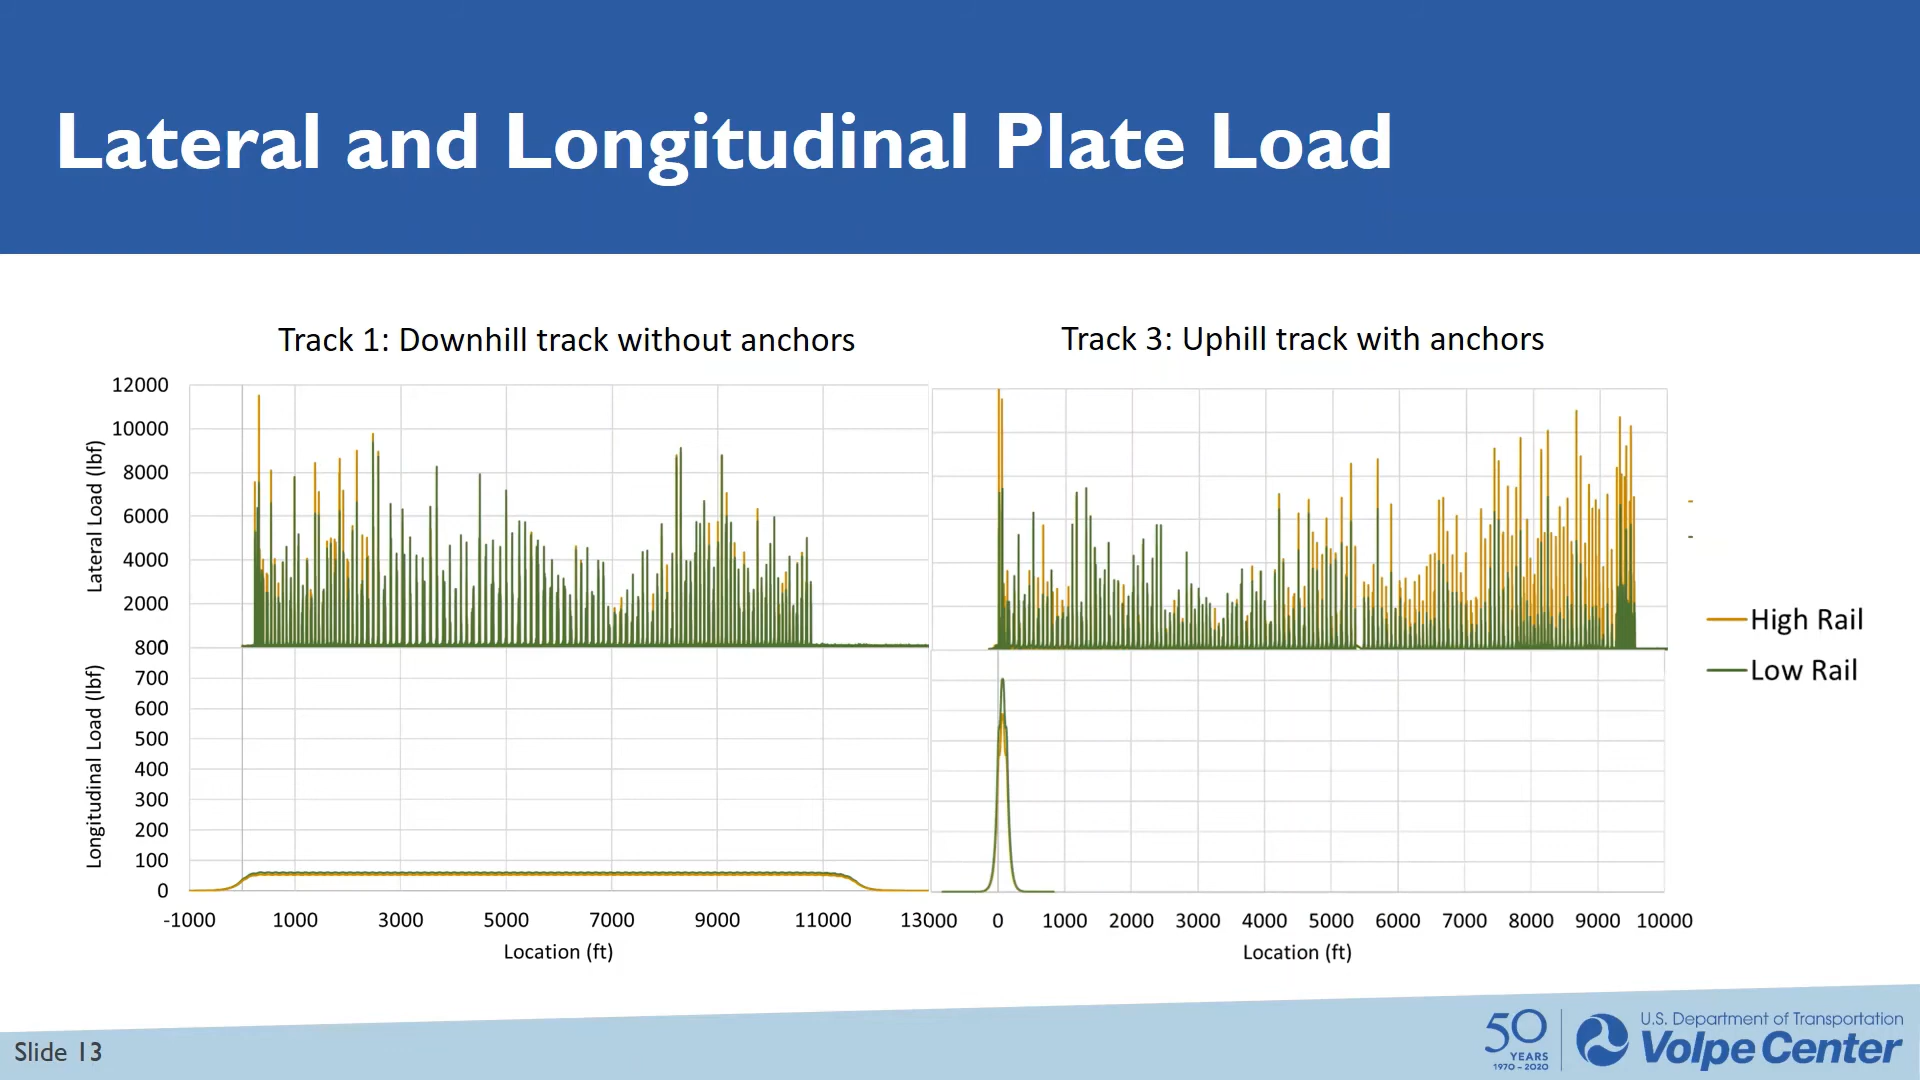 Lateral and Longitudinal Plate Load
Track 1: Downhill track without anchors
Track 3: Uphill track with anchors
12000
10000
8000
6000
4000
2000
800
700
600
500
400
300
200
100
0
Lateral Load (lbf)
Longitudinal Load (lbf)
-1000 1000 3000 5000 7000 9000 11000 13000
Location (ft)
000 0 1000 2000 3000 4000 5000 6000 7000 8000 9000 10000
Location (ft)
High Rail
Low Rail
Slide 13
50
YEARS
1970 – 2020
U.S. Department of Transportation
Volpe Center